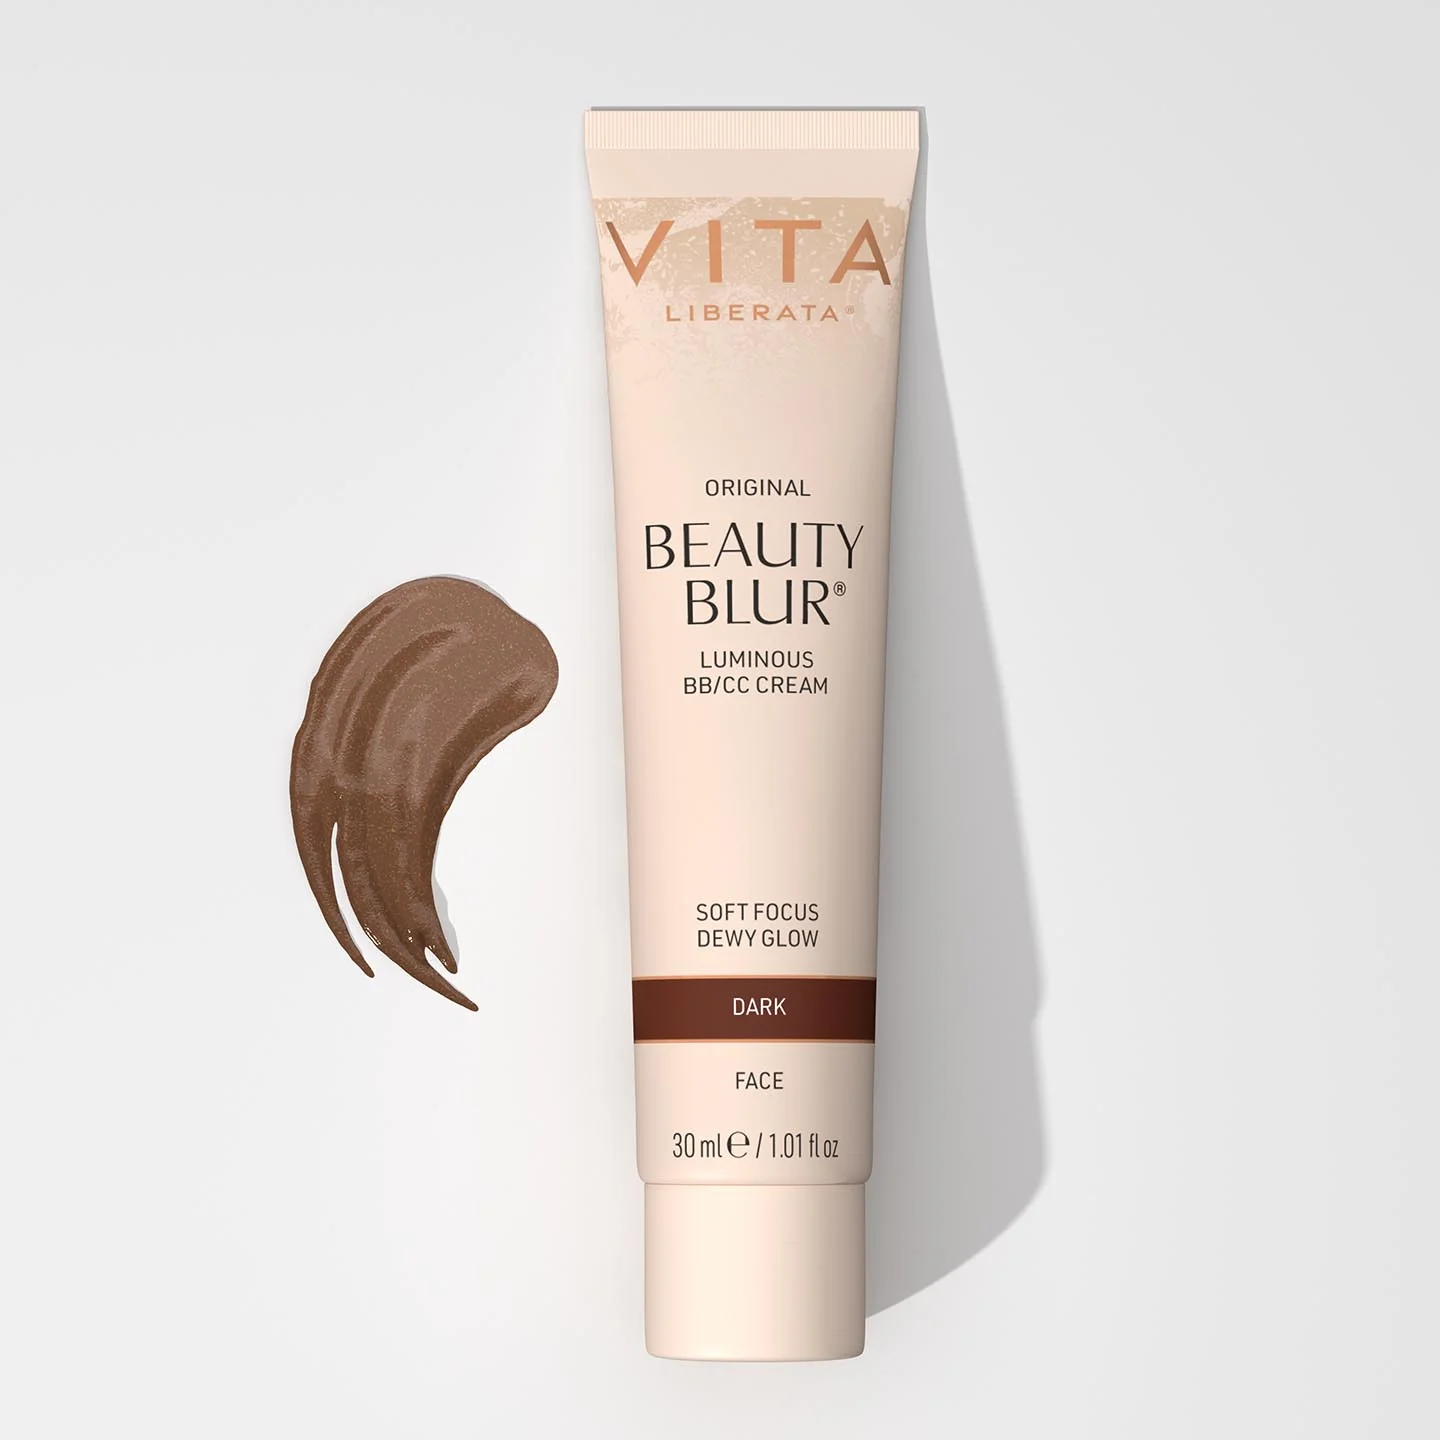 VITA
LIBERATA®
ORIGINAL
BEAUTY
BLUR®
LUMINOUS
BB/CC CREAM
SOFT FOCUS
DEWY GLOW
DARK
FACE
30 ml ℮ / 1.01 fl oz